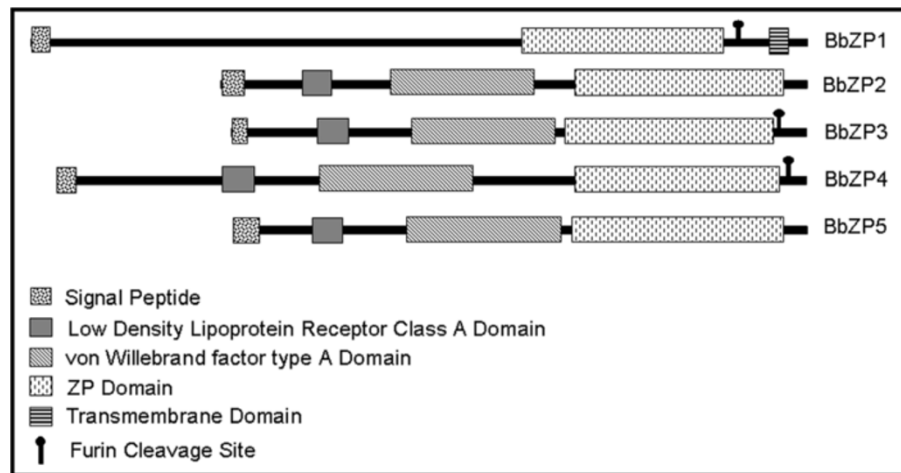 BbZP1
BbZP2
BbZP3
BbZP4
BbZP5
Signal Peptide
Low Density Lipoprotein Receptor Class A Domain
von Willebrand factor type A Domain
ZP Domain
Transmembrane Domain
Furin Cleavage Site